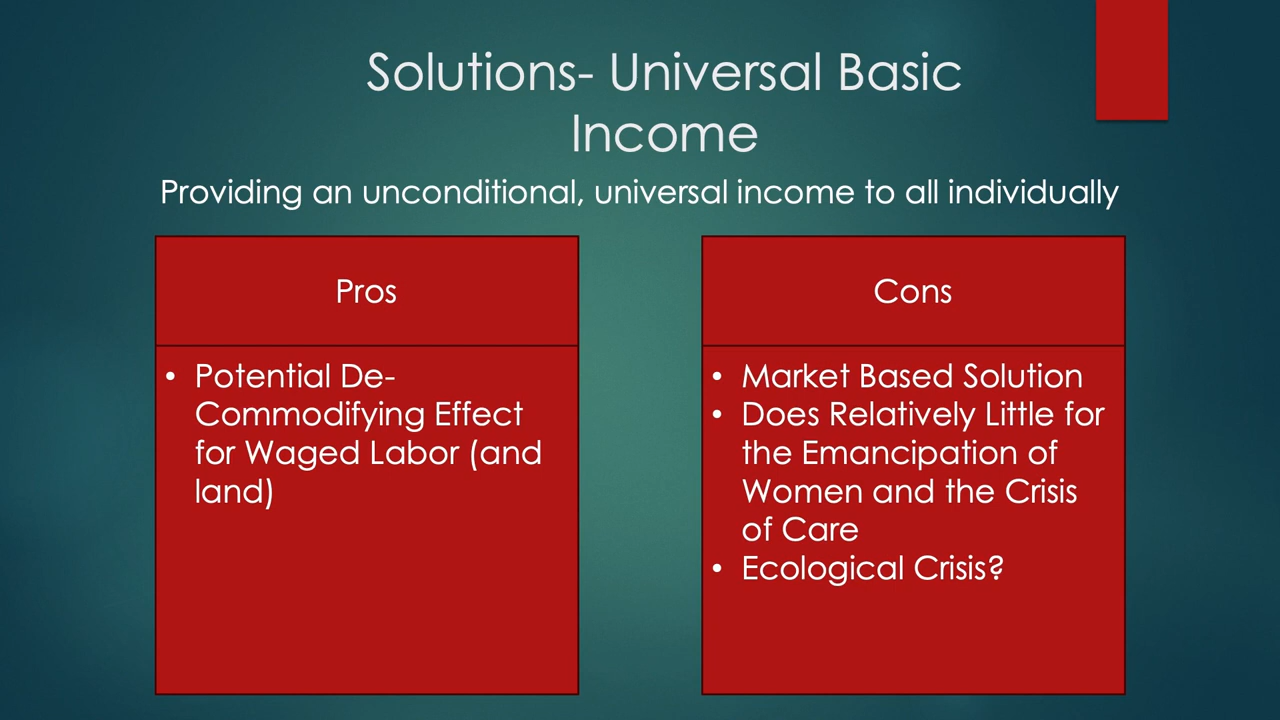 Solutions- Universal Basic
Income
Providing an unconditional, universal income to all individually
Pros
• Potential De-
Commodifying Effect
for Waged Labor (and
land)
Cons
• Market Based Solution
• Does Relatively Little for
the Emancipation of
Women and the Crisis
of Care
• Ecological Crisis?